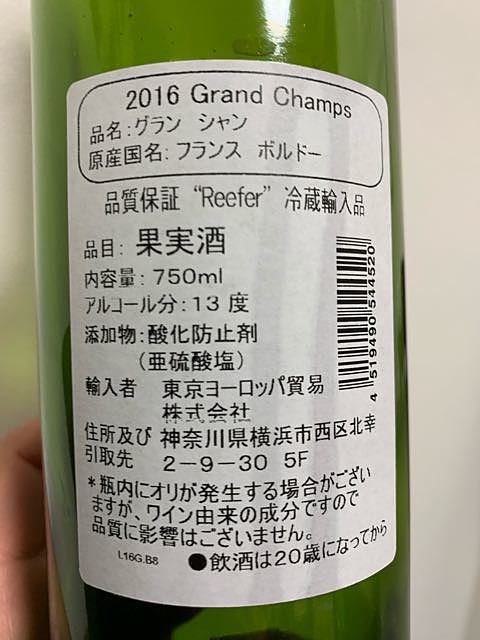 2016 Grand Champs
品名:グラン シャン
原産国名:フランス ボルドー
品質保証 “Reefer” 冷蔵輸入品
品目: 果実酒
内容量: 750ml
アルコール分:13 度
添加物:酸化防止剤
(亜硫酸塩)
輸入者 東京ヨーロッパ貿易
株式会社
住所及び 神奈川県横浜市西区北幸
引取先 2-9-30 5F
*瓶内にオリが発生する場合がござい
ますが、ワイン由来の成分ですので
品質に影響はございません。
L16G.B8 ●飲酒は20歳になってから
4 519490 544520